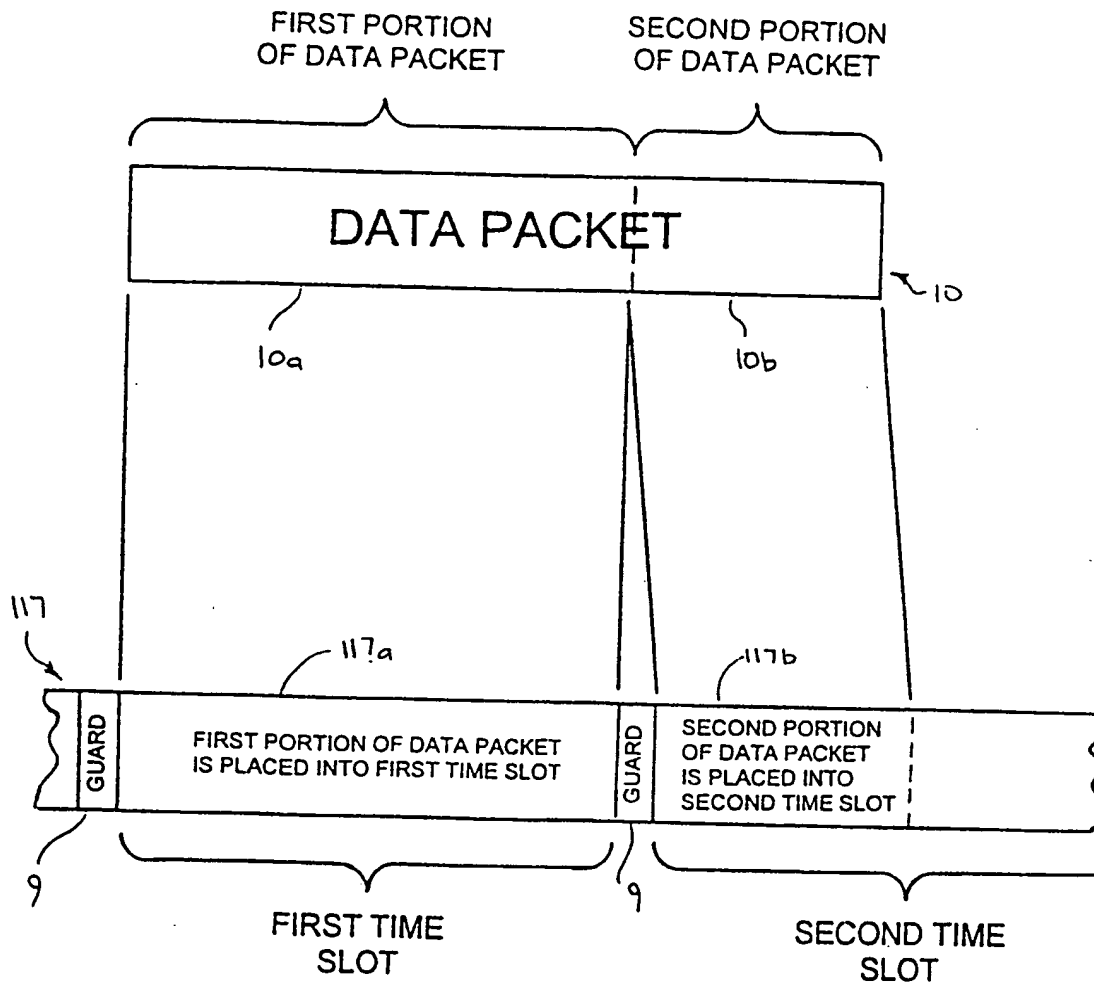 FIRST PORTION
OF DATA PACKET
SECOND PORTION
OF DATA PACKET
DATA PACKET
10
10a
10b
117
117a
117b
GUARD
FIRST PORTION OF DATA PACKET
IS PLACED INTO FIRST TIME SLOT
GUARD
SECOND PORTION
OF DATA PACKET
IS PLACED INTO
SECOND TIME SLOT
9
9
FIRST TIME
SLOT
SECOND TIME
SLOT